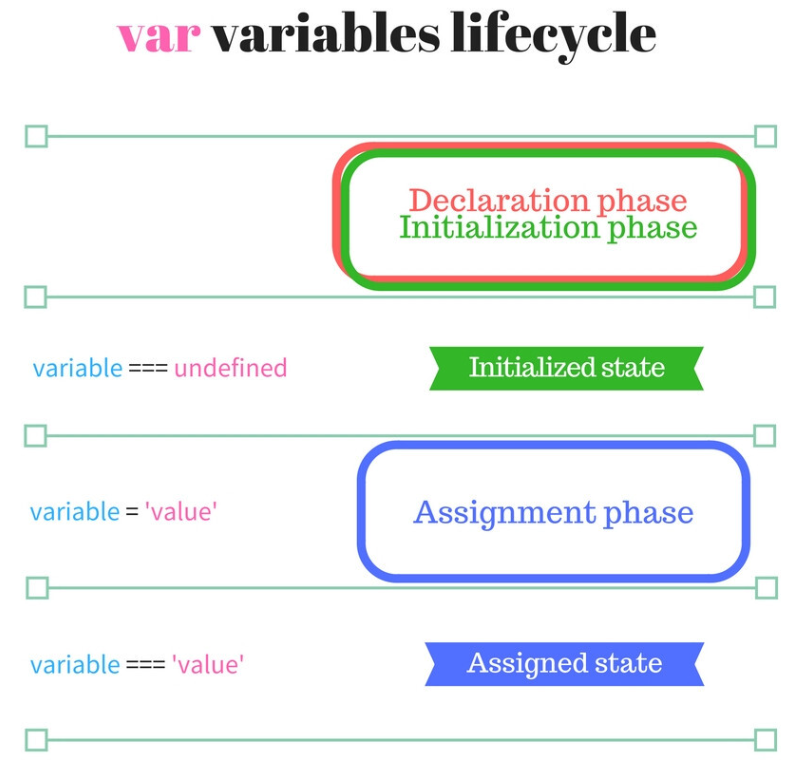 var variables lifecycle
Declaration phase
Initialization phase
variable === undefined
Initialized state
variable = 'value'
Assignment phase
variable === 'value'
Assigned state